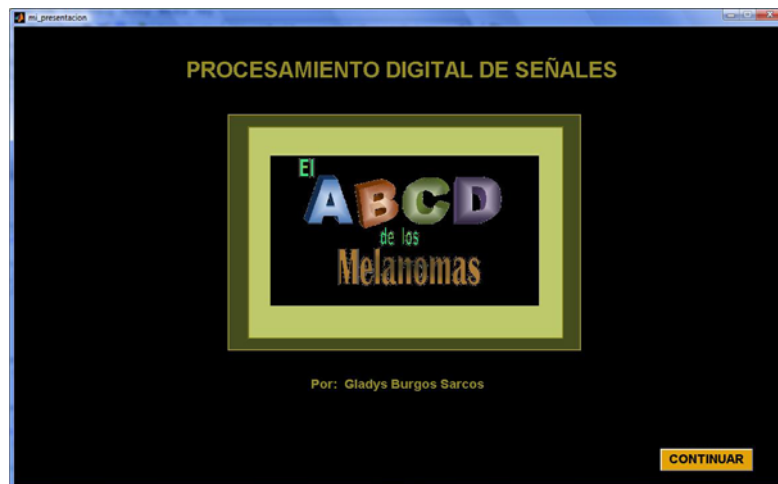 mi_presentacion
PROCESAMIENTO DIGITAL DE SEÑALES
El
ABCD
de los
Melanomas
Por: Gladys Burgos Sarcos
CONTINUAR